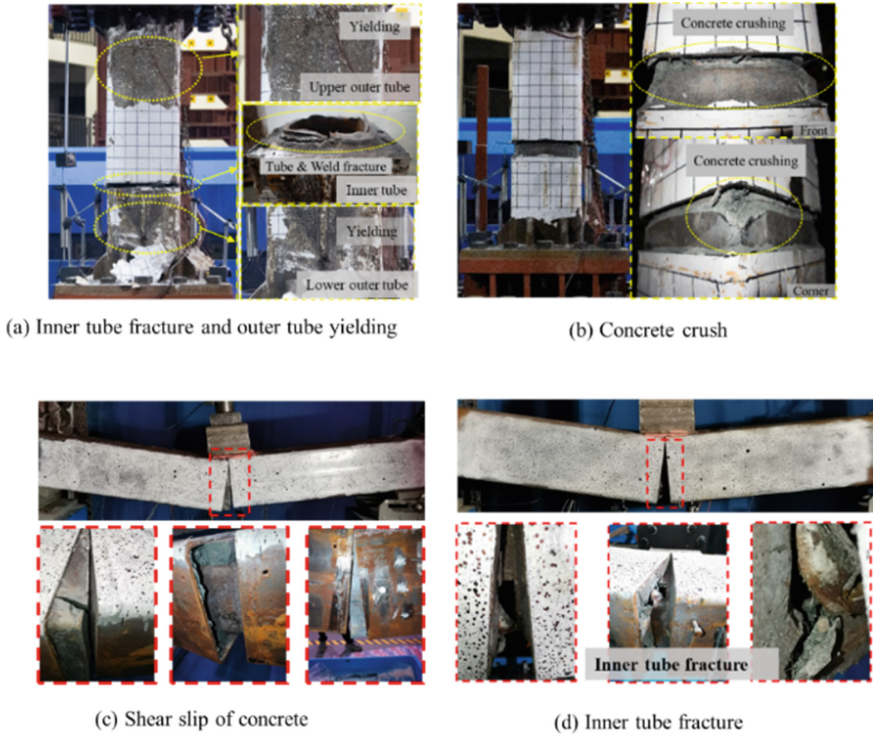 Yielding
Upper outer tube
Tube & Weld fracture
Inner tube
Yielding
Lower outer tube
Concrete crushing
Front
Concrete crushing
Corner
(a) Inner tube fracture and outer tube yielding
(b) Concrete crush
Inner tube fracture
(c) Shear slip of concrete
(d) Inner tube fracture